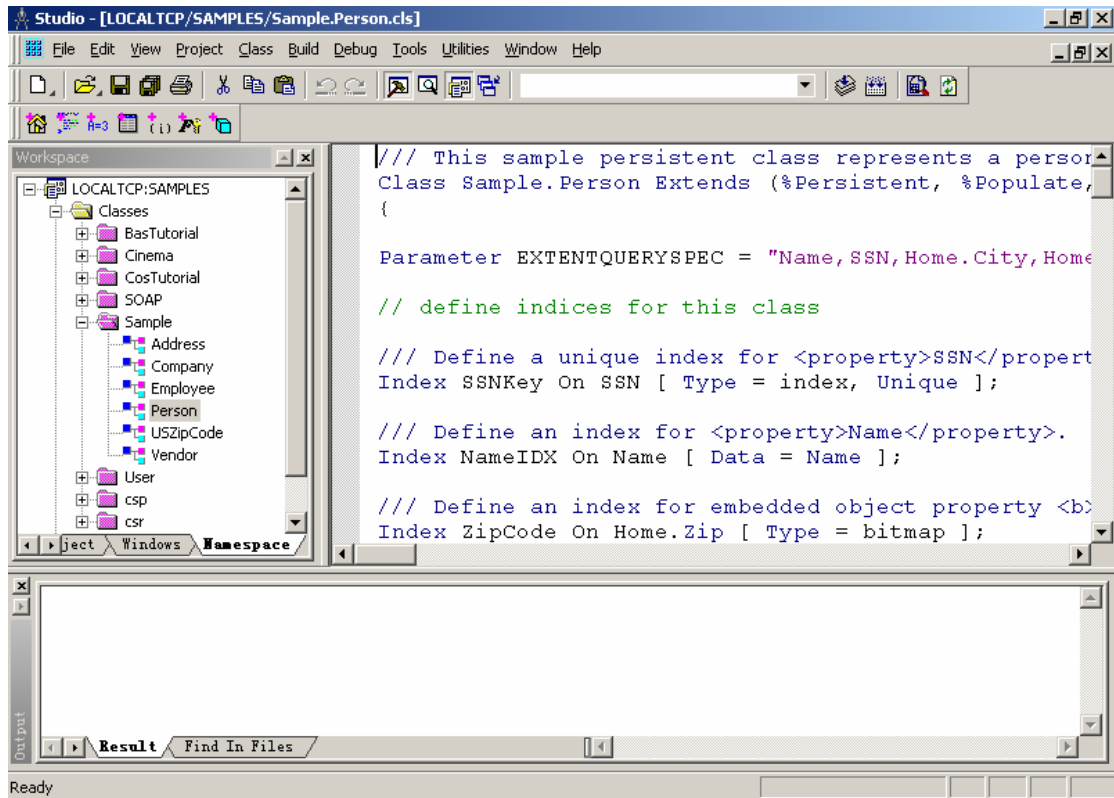 Studio - [LOCALTCP/SAMPLES/Sample.Person.cls]
File Edit View Project Class Build Debug Tools Utilities Window Help
A=3
Workspace
LOCALTCP:SAMPLES
Classes
BasTutorial
Cinema
CosTutorial
SOAP
Sample
Address
Company
Employee
Person
USZipCode
Vendor
User
csp
csr
ject Windows Namespace
/// This sample persistent class represents a person
Class Sample.Person Extends (%Persistent, %Populate,
{
Parameter EXTENTQUERYSPEC = "Name,SSN,Home.City,Home
// define indices for this class
/// Define a unique index for <property>SSN</propert
Index SSNKey On SSN [ Type = index, Unique ];
/// Define an index for <property>Name</property>.
Index NameIDX On Name [ Data = Name ];
/// Define an index for embedded object property <b>
Index ZipCode On Home.Zip [ Type = bitmap ];
Output
Result Find In Files
Ready